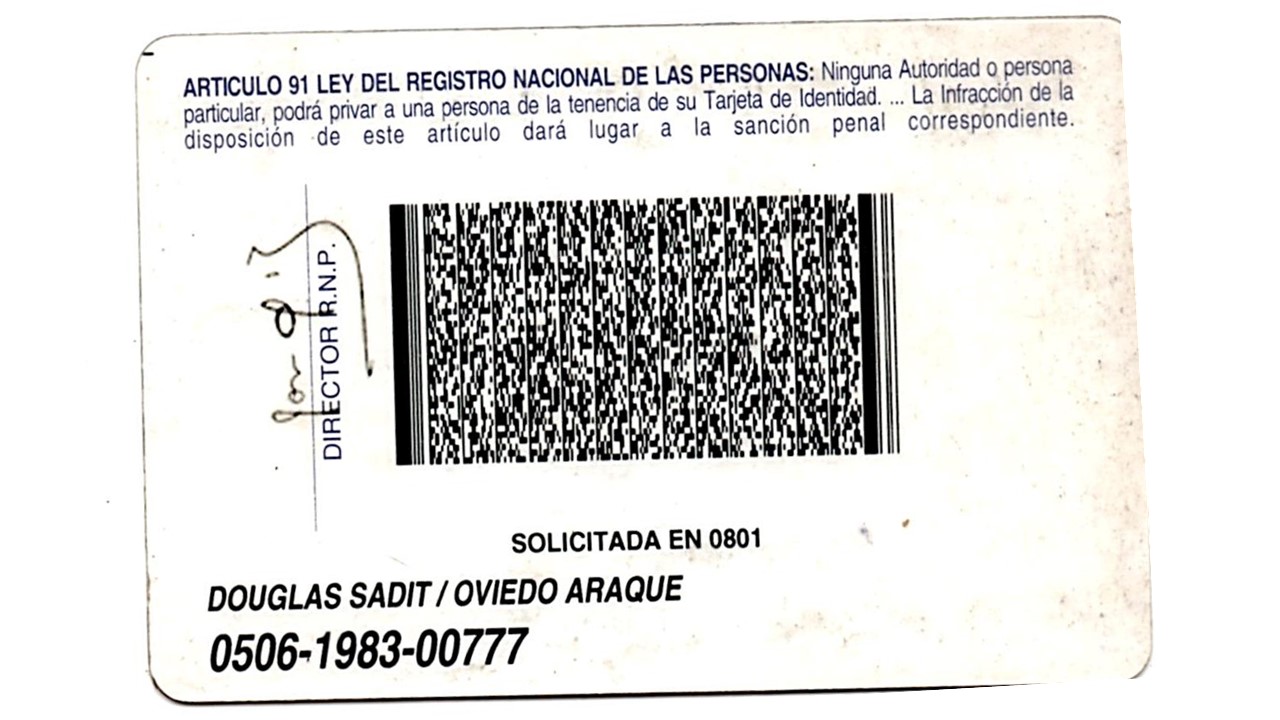 ARTICULO 91 LEY DEL REGISTRO NACIONAL DE LAS PERSONAS: Ninguna Autoridad o persona
particular, podrá privar a una persona de la tenencia de su Tarjeta de Identidad. ... La Infracción de la
disposición de este artículo dará lugar a la sanción penal correspondiente.
DIRECTOR R.N.P.
SOLICITADA EN 0801
DOUGLAS SADIT / OVIEDO ARAQUE
0506-1983-00777